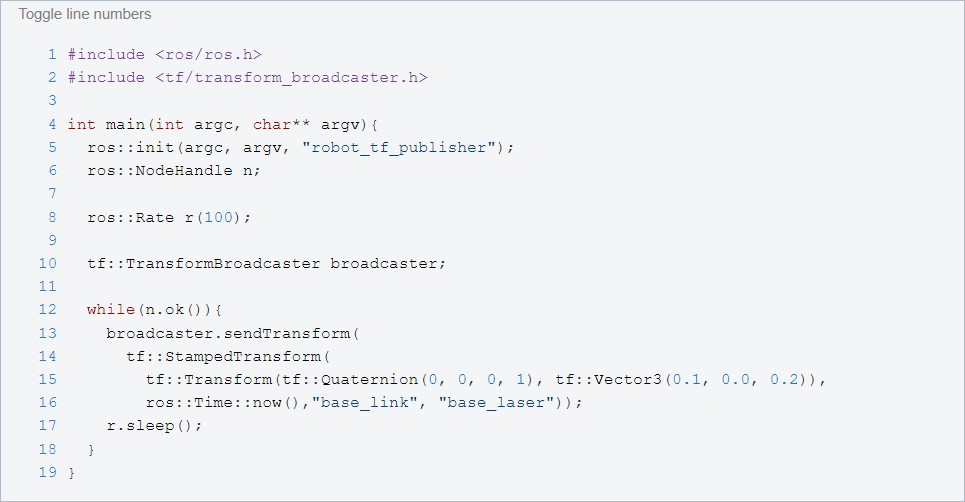 Toggle line numbers
1 #include <ros/ros.h>
2 #include <tf/transform_broadcaster.h>
3
4 int main(int argc, char** argv){
5   ros::init(argc, argv, "robot_tf_publisher");
6   ros::NodeHandle n;
7
8   ros::Rate r(100);
9
10   tf::TransformBroadcaster broadcaster;
11
12   while(n.ok()){
13     broadcaster.sendTransform(
14       tf::StampedTransform(
15         tf::Transform(tf::Quaternion(0, 0, 0, 1), tf::Vector3(0.1, 0.0, 0.2)),
16         ros::Time::now(),"base_link", "base_laser"));
17     r.sleep();
18   }
19 }